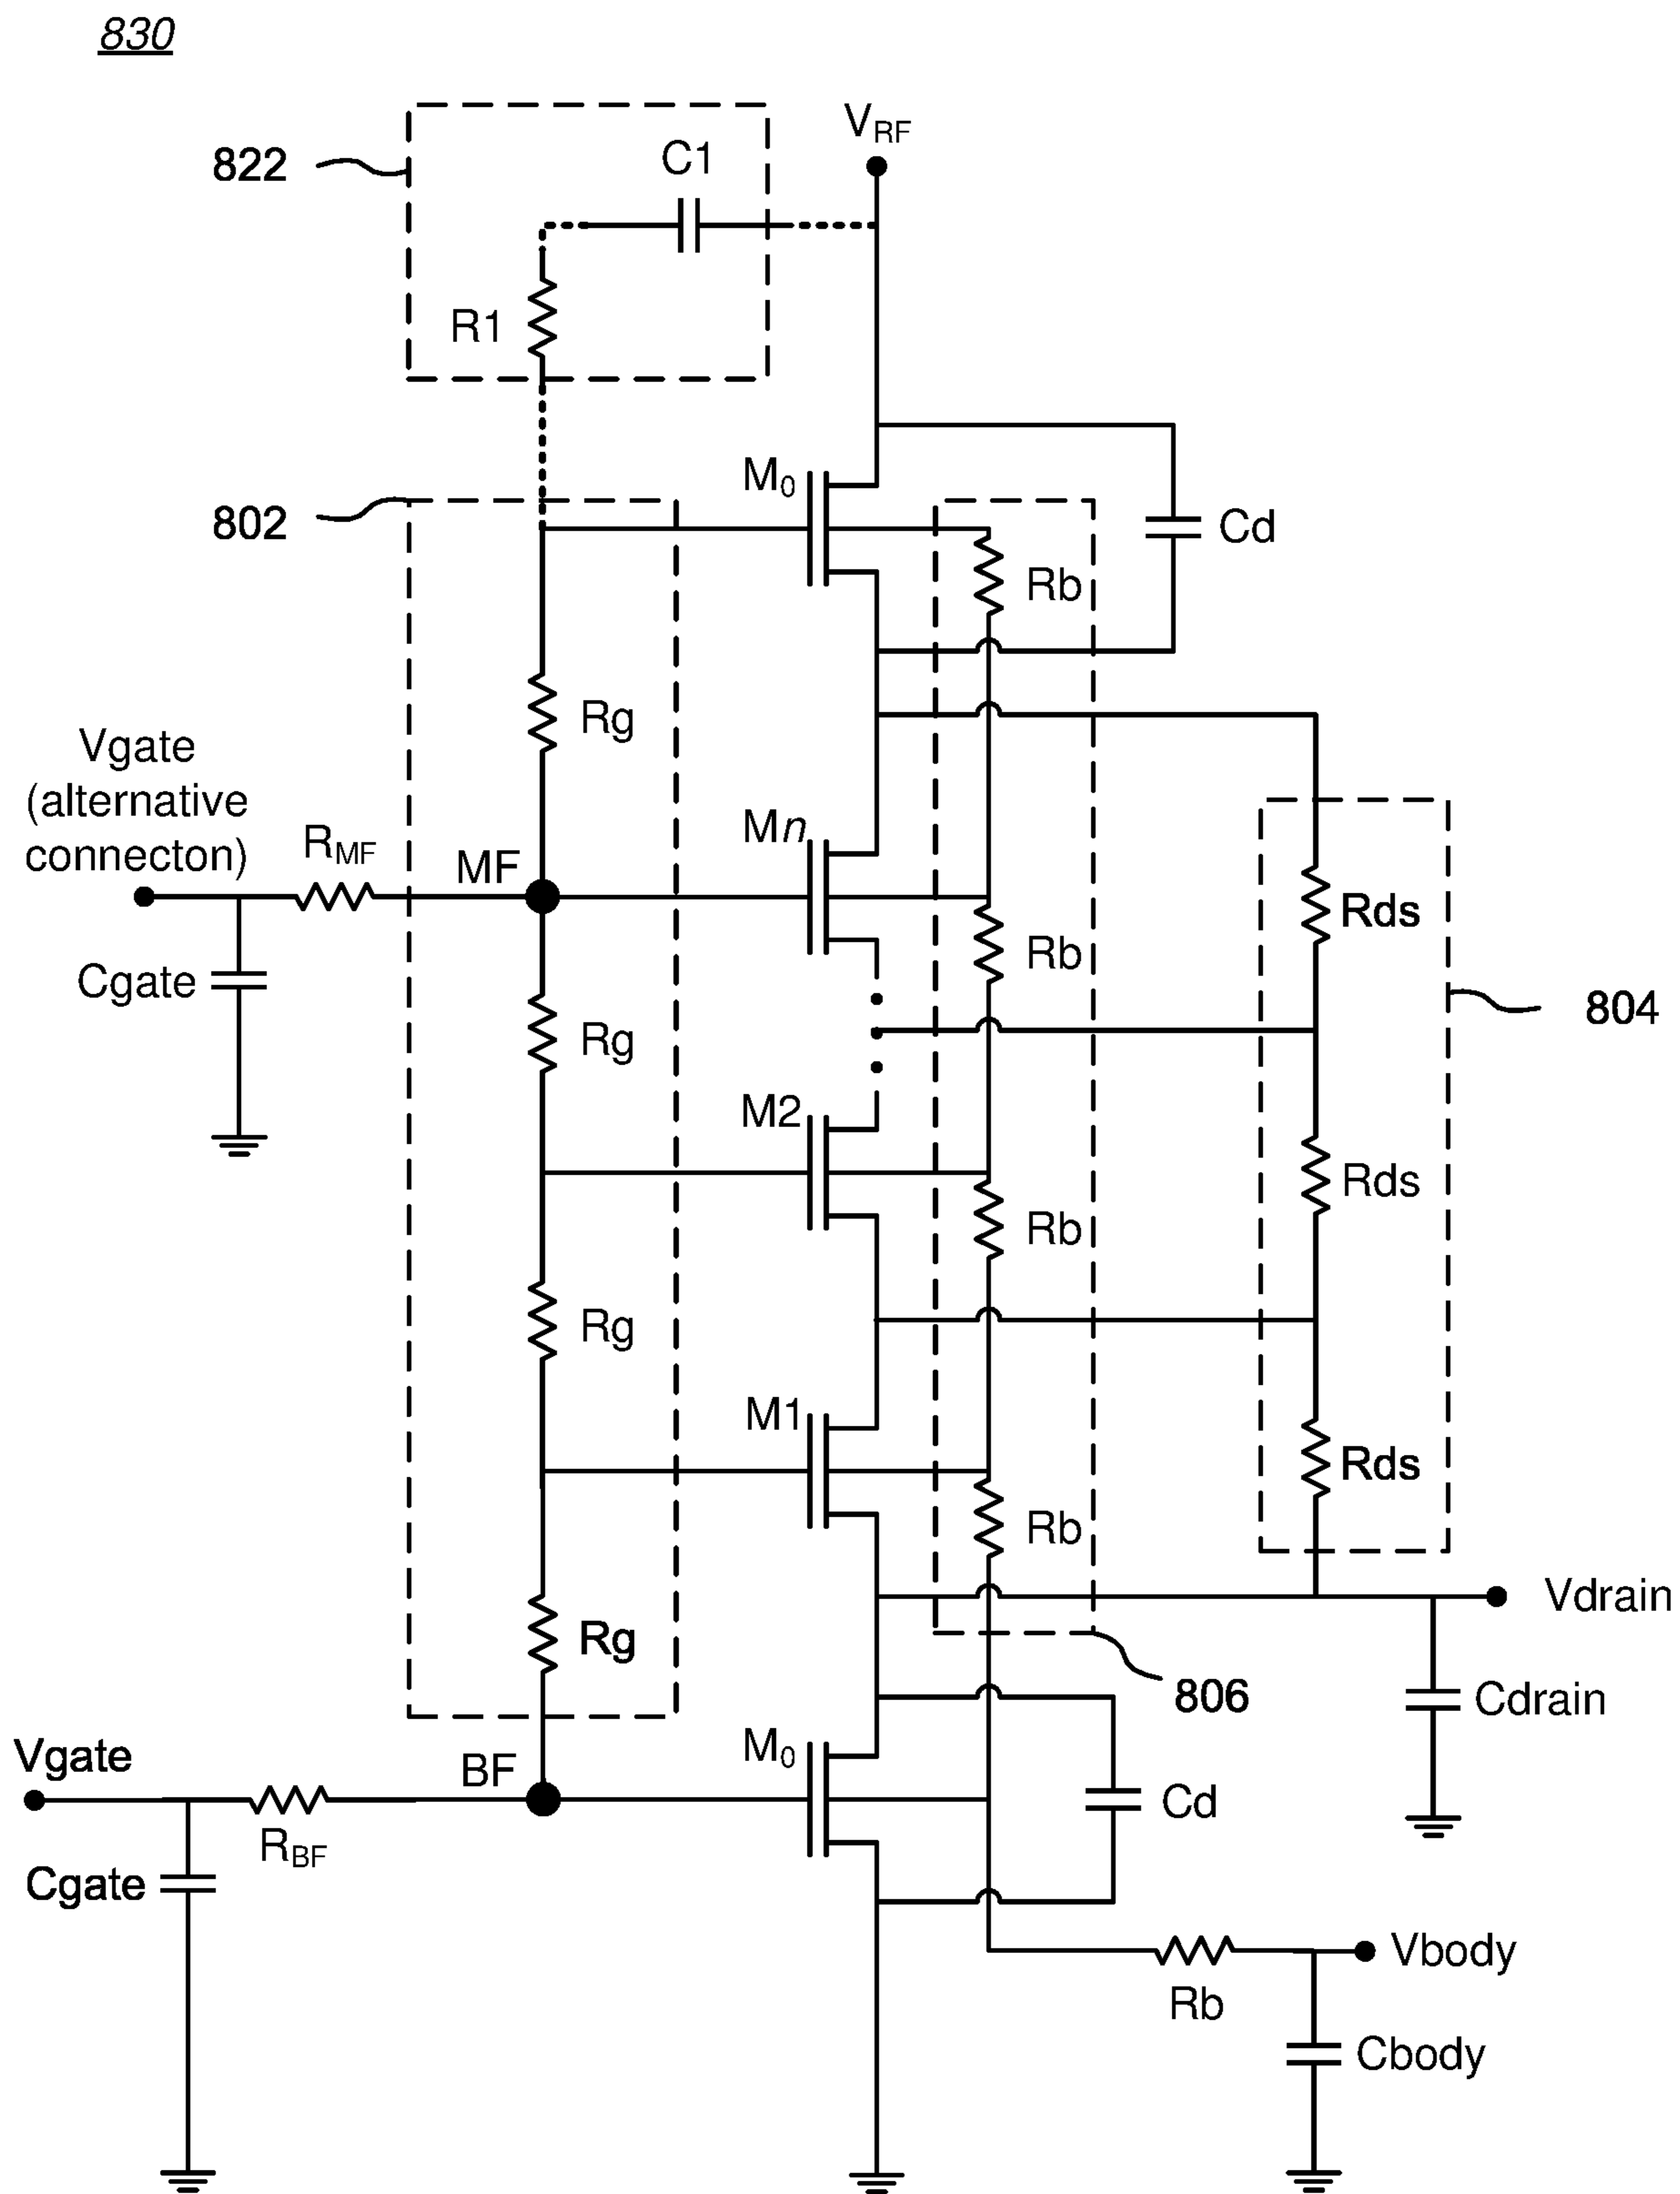 830
V_RF
822
C1
R1
M₀
802
Cd
Rb
Rg
Vgate
(alternative
connecton)
R_MF
MF
Mn
Rds
Rb
Cgate
Rg
804
M2
Rds
Rb
Rg
M1
Rds
Rb
Vdrain
Rg
806
Cdrain
Vgate
BF
M₀
Cd
R_BF
Cgate
Vbody
Rb
Cbody